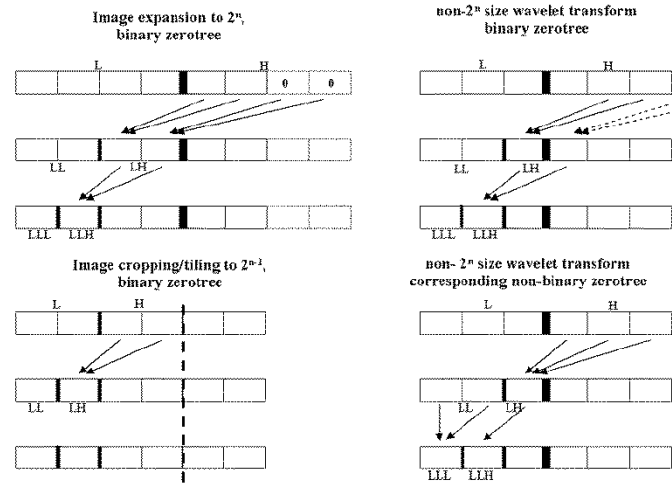 Image expansion to 2ⁿ,
binary zerotree
L H
0 0
LL LH
LLL LLH
non-2ⁿ size wavelet transform
binary zerotree
L H
LL LH
LLL LLH
Image cropping/tiling to 2ⁿ⁻¹,
binary zerotree
L H
LL LH
non- 2ⁿ size wavelet transform
corresponding non-binary zerotree
L H
LL LH
LLL LLH